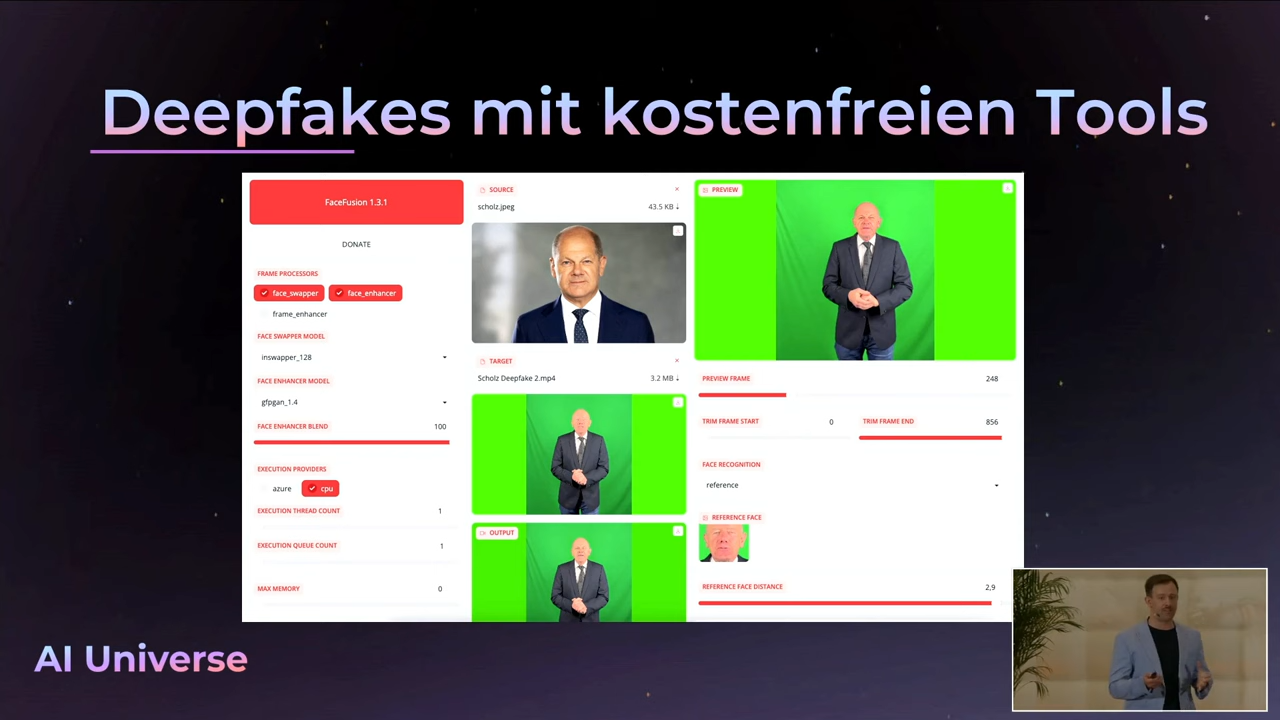 Deepfakes mit kostenfreien Tools
FaceFusion 1.3.1
DONATE
FRAME PROCESSORS
face_swapper
face_enhancer
frame_enhancer
FACE SWAPPER MODEL
inswapper_128
FACE ENHANCER MODEL
gfpgan_1.4
FACE ENHANCER BLEND
100
EXECUTION PROVIDERS
azure
cpu
EXECUTION THREAD COUNT
1
EXECUTION QUEUE COUNT
1
MAX MEMORY
0
SOURCE
scholz.jpeg
43.5 KB ↓
TARGET
Scholz Deepfake 2.mp4
3.2 MB ↓
OUTPUT
PREVIEW
PREVIEW FRAME
248
TRIM FRAME START
0
TRIM FRAME END
856
FACE RECOGNITION
reference
REFERENCE FACE
REFERENCE FACE DISTANCE
2,9
AI Universe